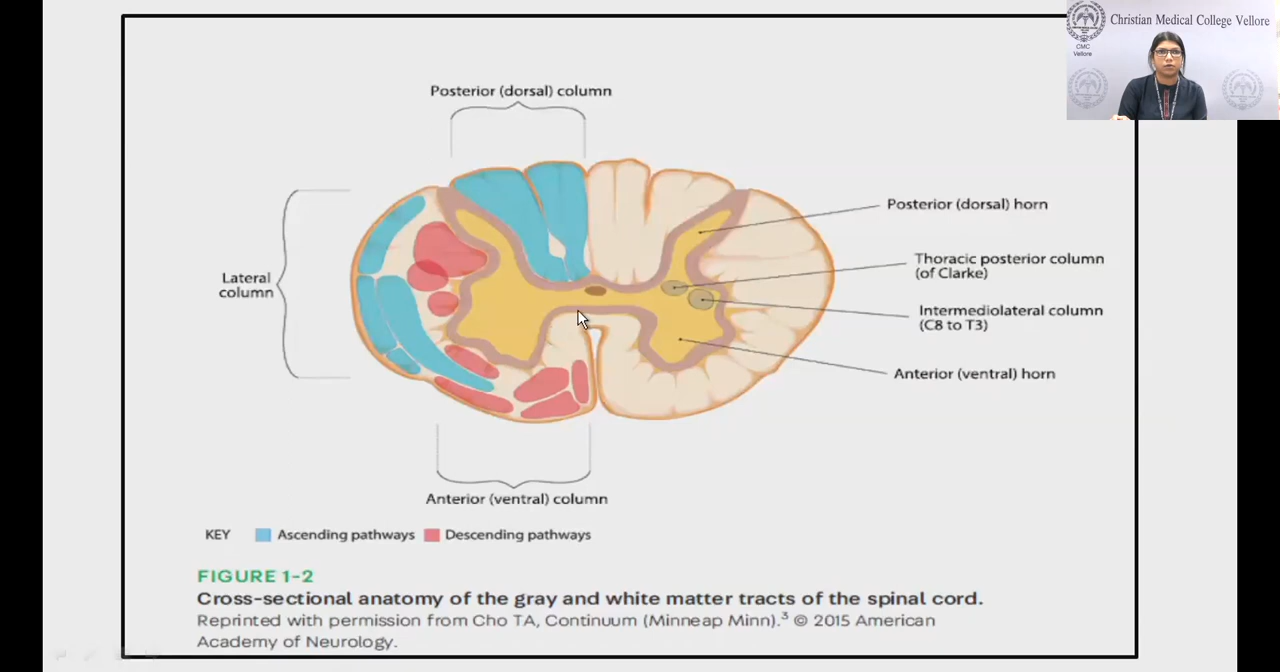 Christian Medical College Vellore
CMC
Vellore
Posterior (dorsal) column
Posterior (dorsal) horn
Thoracic posterior column
(of Clarke)
Lateral
column
Intermediolateral column
(C8 to T3)
Anterior (ventral) horn
Anterior (ventral) column
KEY Ascending pathways Descending pathways
FIGURE 1-2
Cross-sectional anatomy of the gray and white matter tracts of the spinal cord.
Reprinted with permission from Cho TA, Continuum (Minneap Minn).³ © 2015 American
Academy of Neurology.